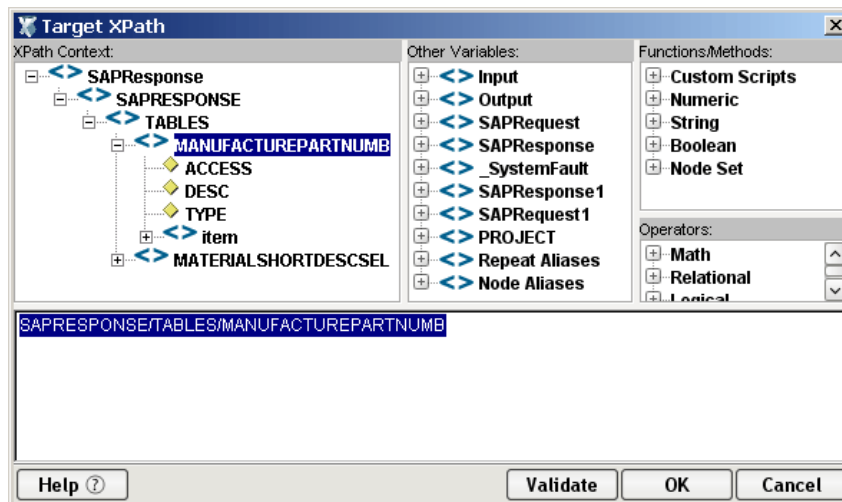 Target XPath
XPath Context:
SAPResponse
SAPRESPONSE
TABLES
MANUFACTUREPARTNUMB
ACCESS
DESC
TYPE
item
MATERIALSHORTDESCSEL
Other Variables:
Input
Output
SAPRequest
SAPResponse
_SystemFault
SAPResponse1
SAPRequest1
PROJECT
Repeat Aliases
Node Aliases
Functions/Methods:
Custom Scripts
Numeric
String
Boolean
Node Set
Operators:
Math
Relational
Logical
SAPRESPONSE/TABLES/MANUFACTUREPARTNUMB
Help ?
Validate
OK
Cancel